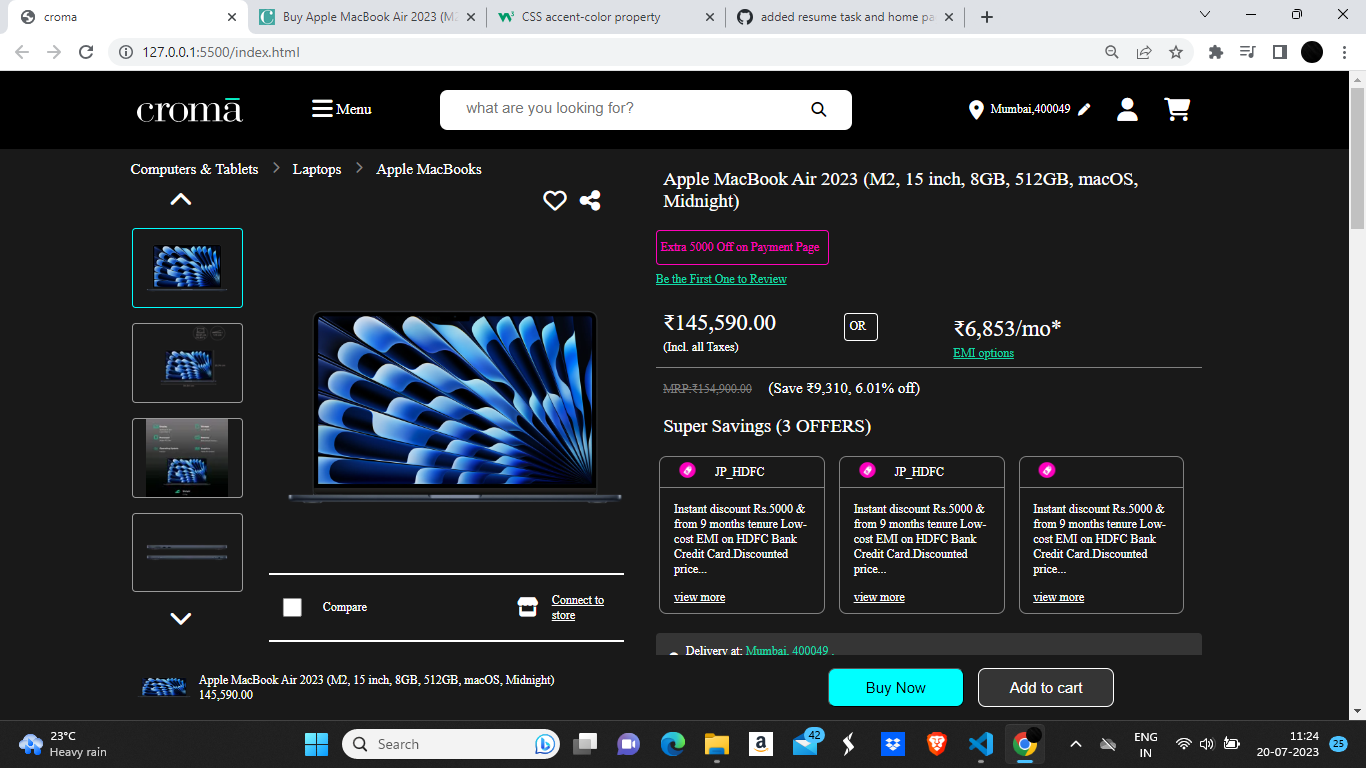 croma
Buy Apple MacBook Air 2023 (M2
CSS accent-color property
added resume task and home pa
127.0.0.1:5500/index.html
cromā
Menu
what are you looking for?
Mumbai,400049
Computers & Tablets
Laptops
Apple MacBooks
Apple MacBook Air 2023 (M2, 15 inch, 8GB, 512GB, macOS,
Midnight)
Extra 5000 Off on Payment Page
Be the First One to Review
₹145,590.00
(Incl. all Taxes)
OR
₹6,853/mo*
EMI options
MRP:₹154,900.00
(Save ₹9,310, 6.01% off)
Super Savings (3 OFFERS)
JP_HDFC
Instant discount Rs.5000 &
from 9 months tenure Low-
cost EMI on HDFC Bank
Credit Card.Discounted
price...
view more
JP_HDFC
Instant discount Rs.5000 &
from 9 months tenure Low-
cost EMI on HDFC Bank
Credit Card.Discounted
price...
view more
Instant discount Rs.5000 &
from 9 months tenure Low-
cost EMI on HDFC Bank
Credit Card.Discounted
price...
view more
Compare
Connect to
store
Delivery at: Mumbai, 400049 .
Apple MacBook Air 2023 (M2, 15 inch, 8GB, 512GB, macOS, Midnight)
145,590.00
Buy Now
Add to cart
23°C
Heavy rain
Search
42
ENG
IN
11:24
20-07-2023
25